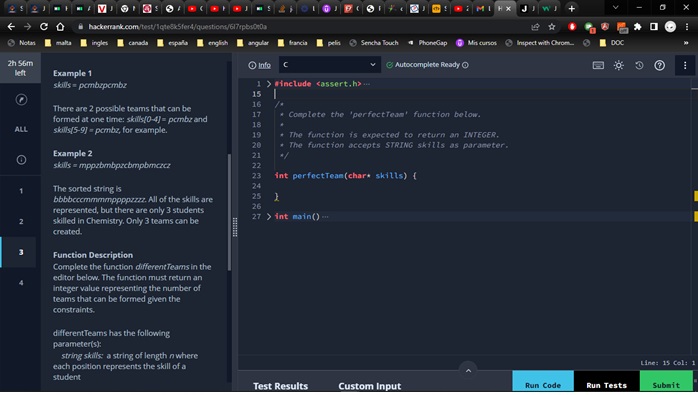 hackerrank.com/test/1qte8k5fer4/questions/6l7rpbs0t0a
Notas malta ingles canada españa english angular francia pelis Sencha Touch PhoneGap Mis cursos Inspect with Chrom... DOC
2h 56m
left
ALL
1
2
3
4
Example 1
skills = pcmbzpcmbz
There are 2 possible teams that can be
formed at one time: skills[0-4] = pcmbz and
skills[5-9] = pcmbz, for example.
Example 2
skills = mppzbmbpzcbmpbmczcz
The sorted string is
bbbbcccmmmmppppzzzz. All of the skills are
represented, but there are only 3 students
skilled in Chemistry. Only 3 teams can be
created.
Function Description
Complete the function differentTeams in the
editor below. The function must return an
integer value representing the number of
teams that can be formed given the
constraints.
differentTeams has the following
parameter(s):
string skills: a string of length n where
each position represents the skill of a
student
Info C Autocomplete Ready
1 #include <assert.h>
15
16 /*
17 * Complete the 'perfectTeam' function below.
18 *
19 * The function is expected to return an INTEGER.
20 * The function accepts STRING skills as parameter.
21 */
22
23 int perfectTeam(char* skills) {
24
25 }
26
27 int main()
Line: 15 Col: 1
Test Results Custom Input Run Code Run Tests Submit